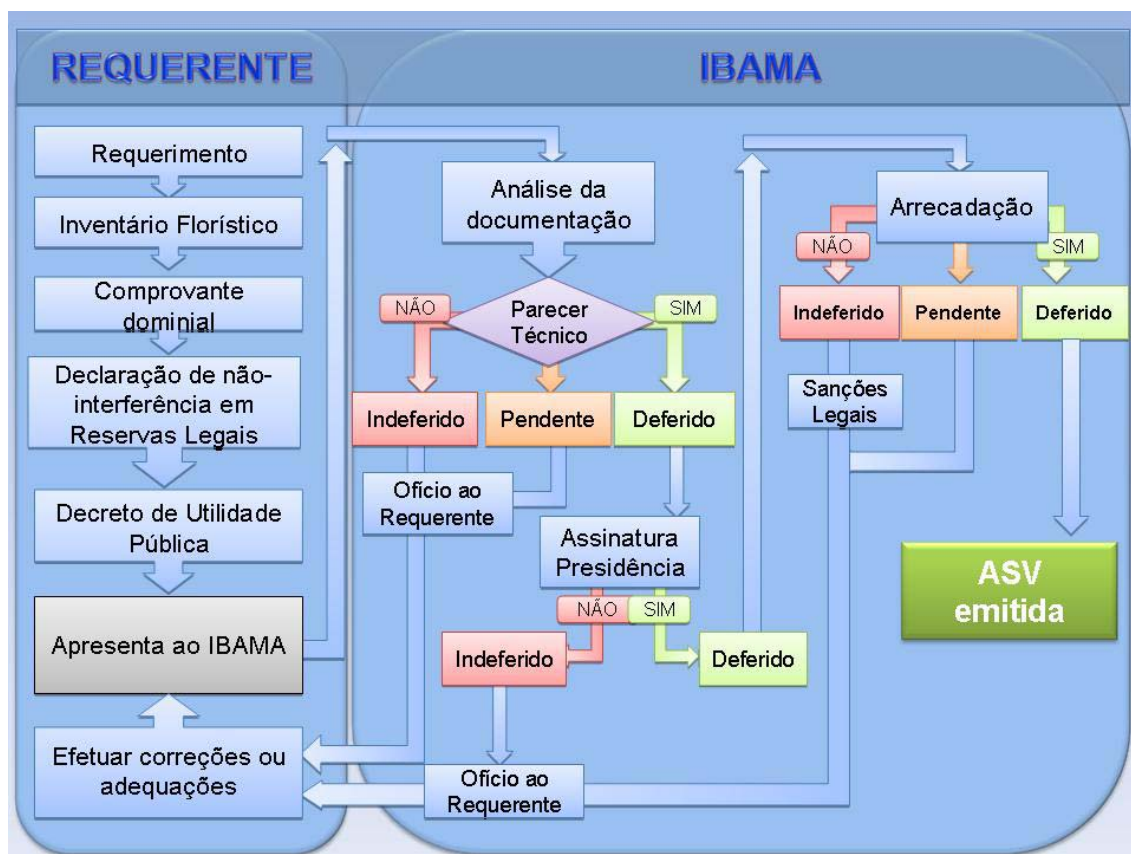 REQUERENTE
IBAMA
Requerimento
Inventário Florístico
Comprovante
dominial
Declaração de não-
interferência em
Reservas Legais
Decreto de Utilidade
Pública
Apresenta ao IBAMA
Efetuar correções ou
adequações
Análise da
documentação
Parecer
Técnico
NÃO
SIM
Indeferido
Pendente
Deferido
Ofício ao
Requerente
Assinatura
Presidência
NÃO
SIM
Indeferido
Deferido
Ofício ao
Requerente
Arrecadação
NÃO
SIM
Indeferido
Pendente
Deferido
Sanções
Legais
ASV
emitida